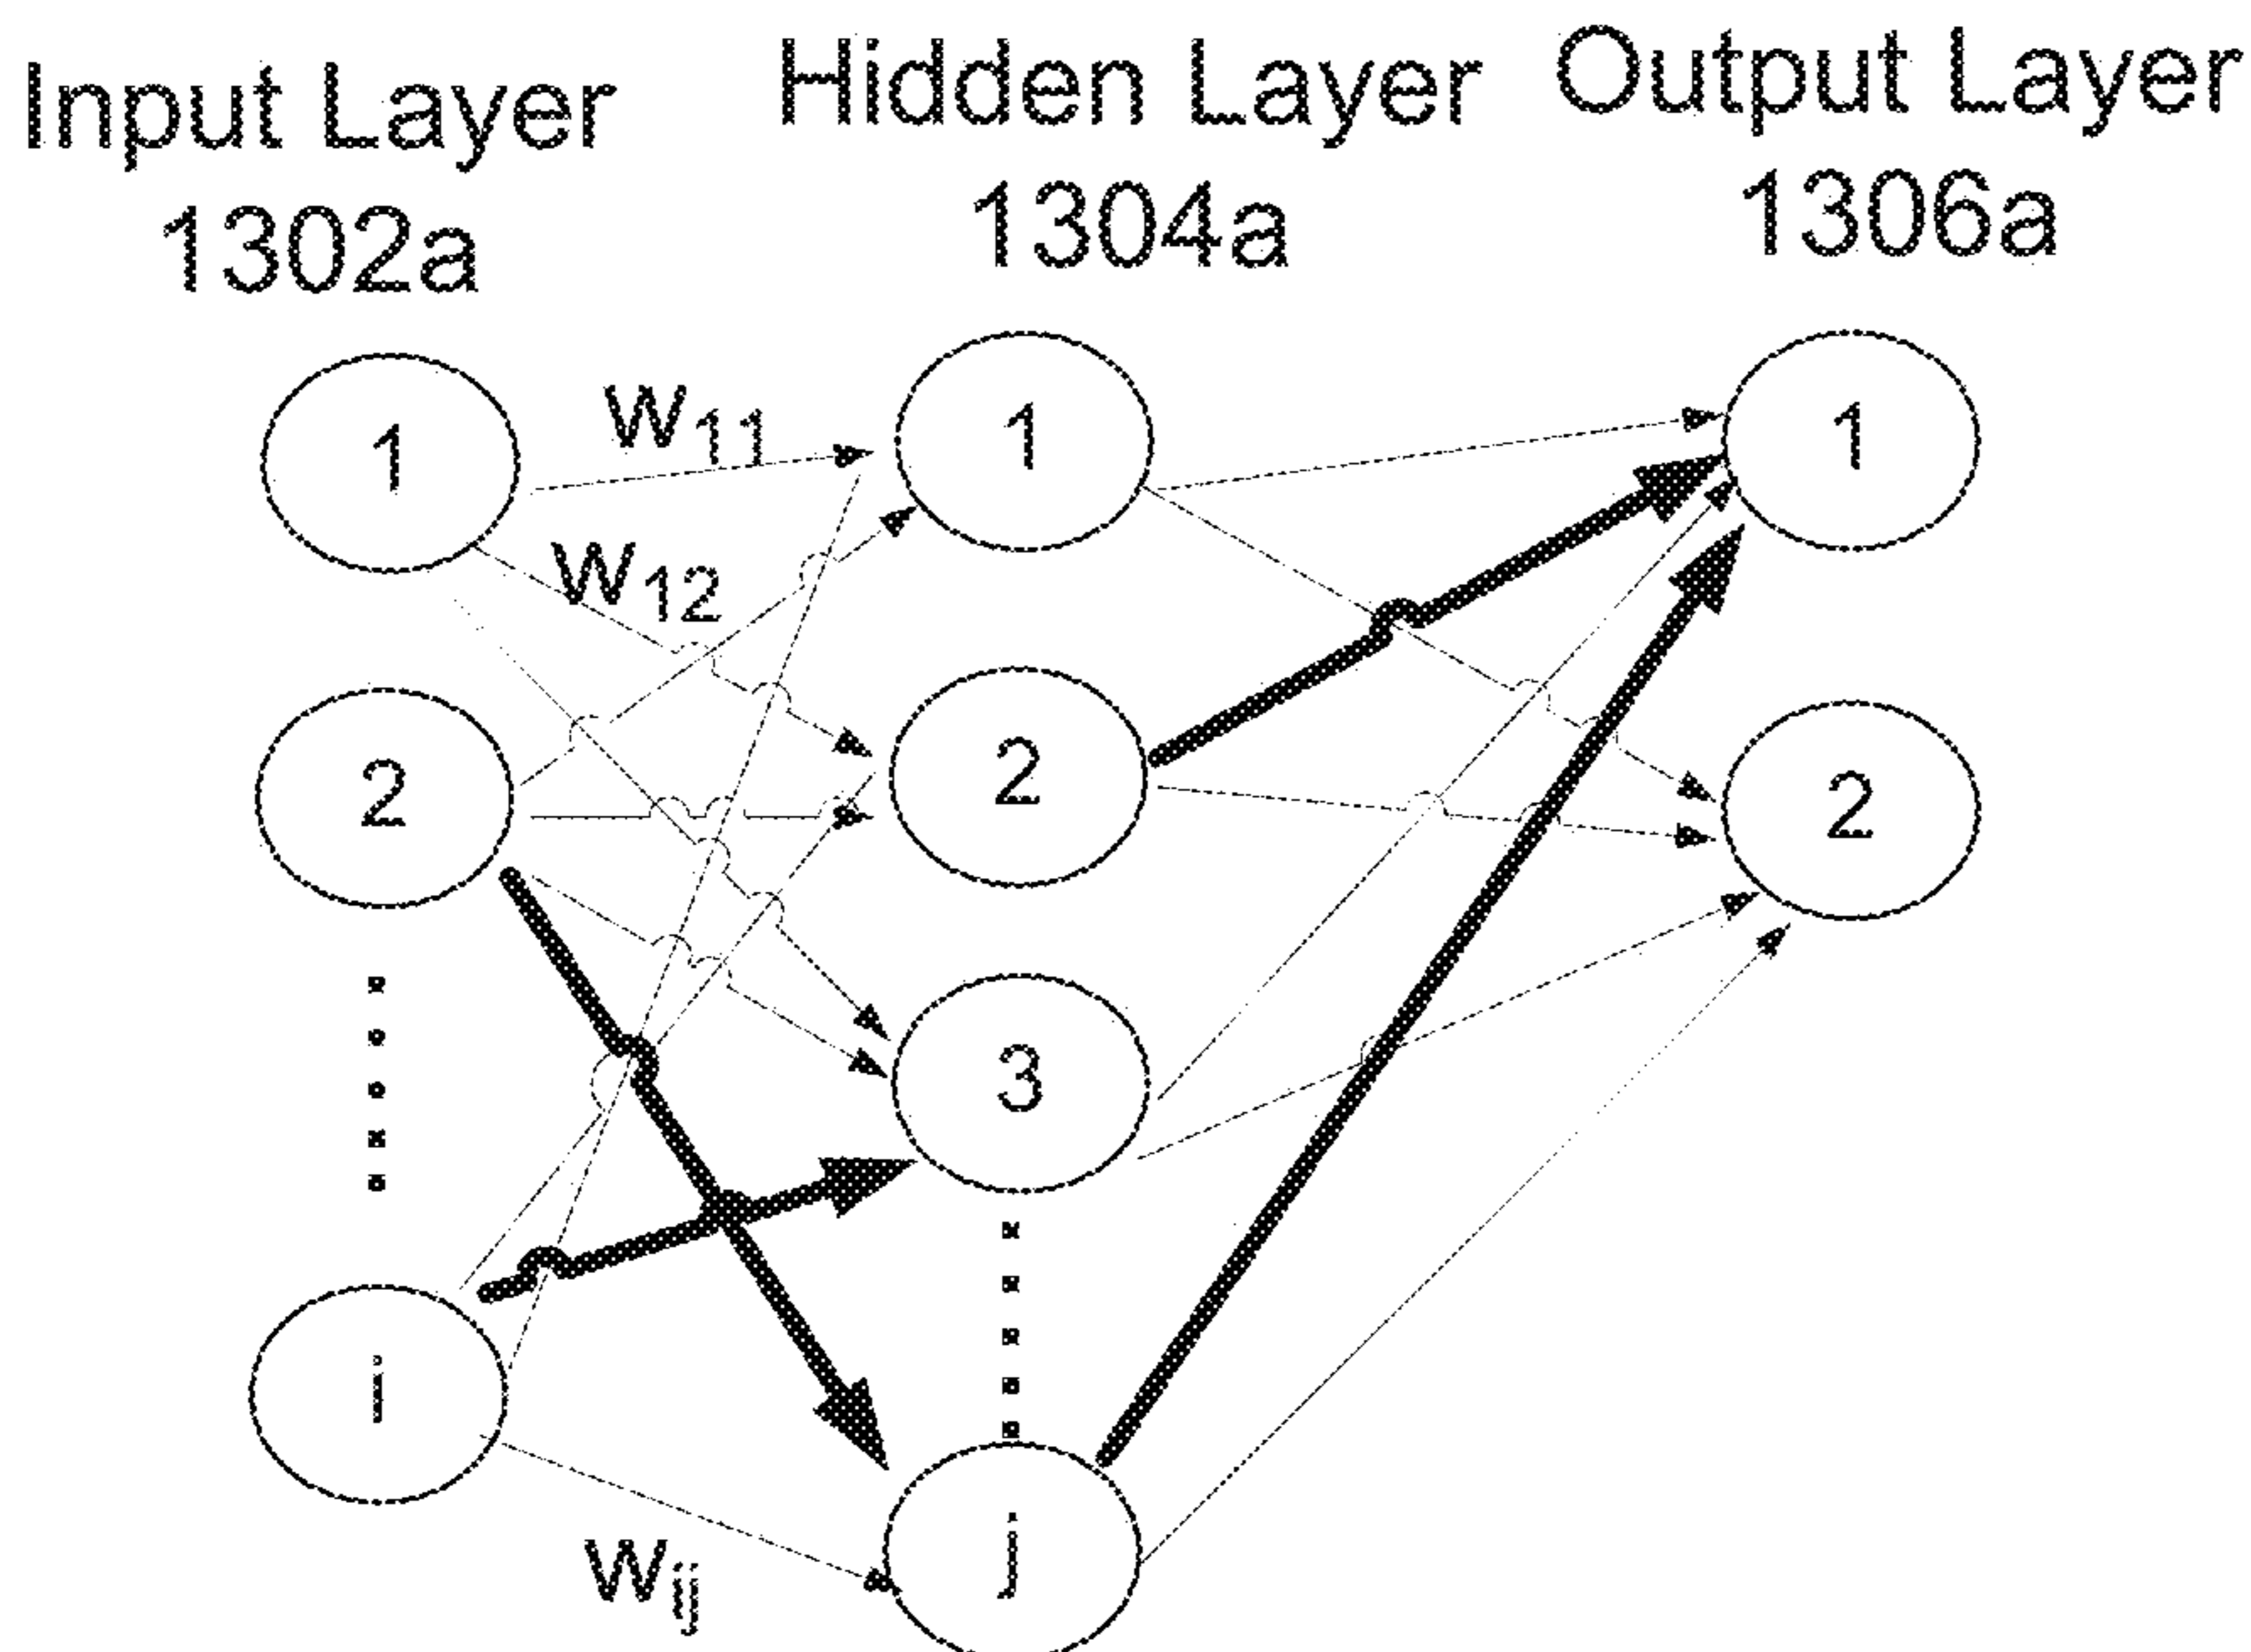 Input Layer
1302a
Hidden Layer
1304a
Output Layer
1306a
1
W11
1
1
W12
2
2
2
3
i
j
Wij